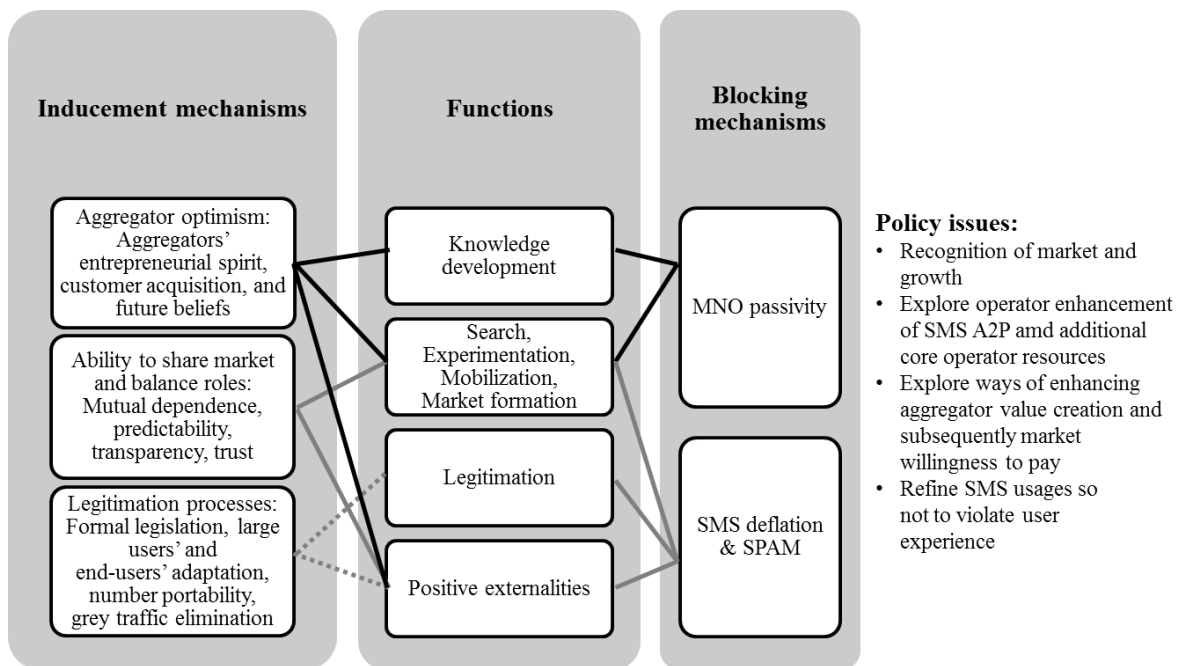 Inducement mechanisms
Aggregator optimism:
Aggregators’
entrepreneurial spirit,
customer acquisition, and
future beliefs
Ability to share market
and balance roles:
Mutual dependence,
predictability,
transparency, trust
Legitimation processes:
Formal legislation, large
users’ and
end-users’ adaptation,
number portability,
grey traffic elimination
Functions
Knowledge
development
Search,
Experimentation,
Mobilization,
Market formation
Legitimation
Positive externalities
Blocking
mechanisms
MNO passivity
SMS deflation
& SPAM
Policy issues:
• Recognition of market and
growth
• Explore operator enhancement
of SMS A2P amd additional
core operator resources
• Explore ways of enhancing
aggregator value creation and
subsequently market
willingness to pay
• Refine SMS usages so
not to violate user
experience